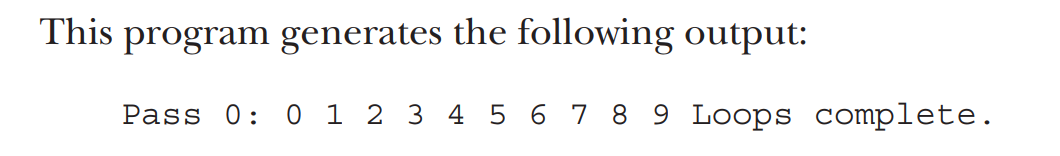 This program generates the following output:
Pass 0: 0 1 2 3 4 5 6 7 8 9 Loops complete.